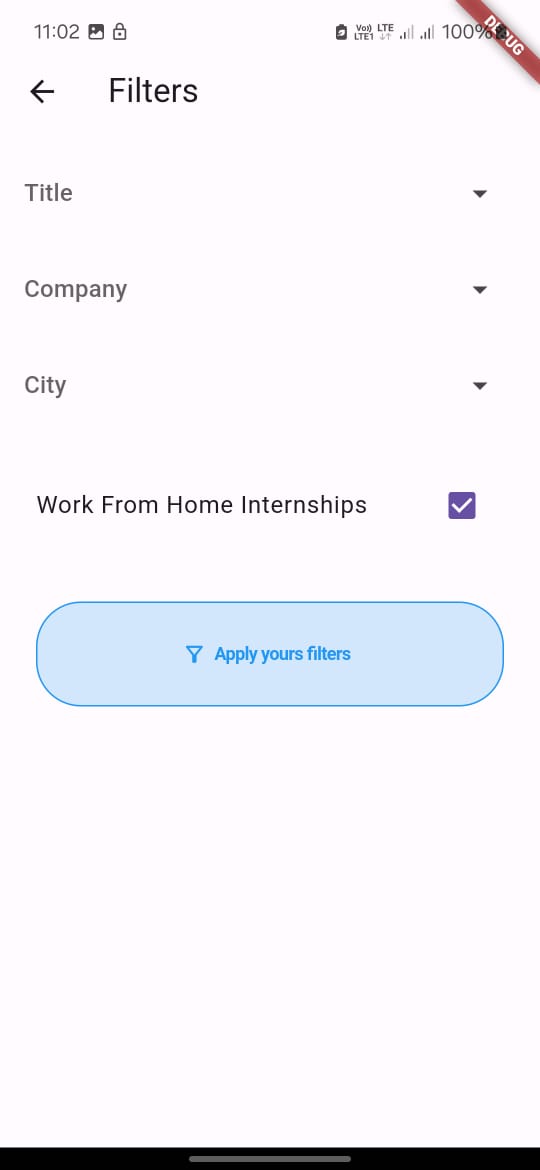 11:02 Vo)) LTE LTE1 100%
DEBUG
Filters
Title
Company
City
Work From Home Internships
Apply yours filters